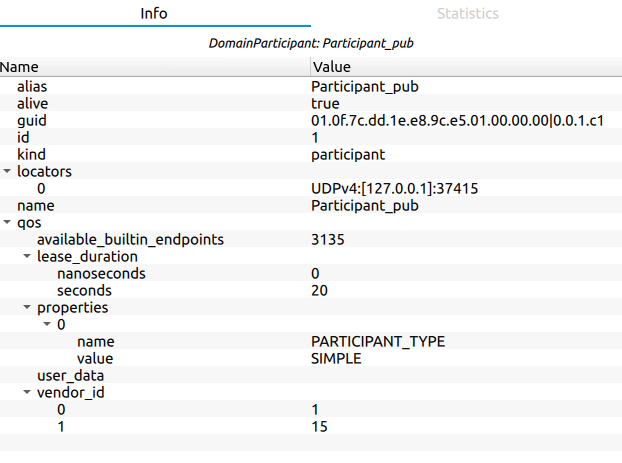 Info Statistics
DomainParticipant: Participant_pub
Name Value
alias Participant_pub
alive true
guid 01.0f.7c.dd.1e.e8.9c.e5.01.00.00.00|0.0.1.c1
id 1
kind participant
locators
0 UDPv4:[127.0.0.1]:37415
name Participant_pub
qos
available_builtin_endpoints 3135
lease_duration
nanoseconds 0
seconds 20
properties
0
name PARTICIPANT_TYPE
value SIMPLE
user_data
vendor_id
0 1
1 15